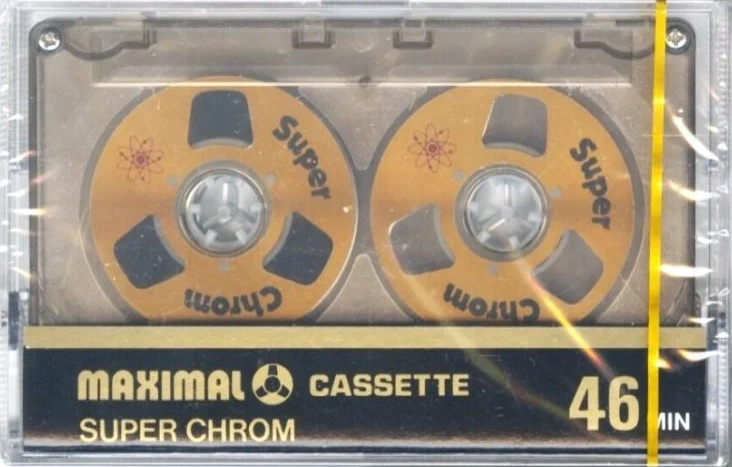 Super
Chrom
Super
Chrom
MAXIMAL CASSETTE
SUPER CHROM
46 MIN